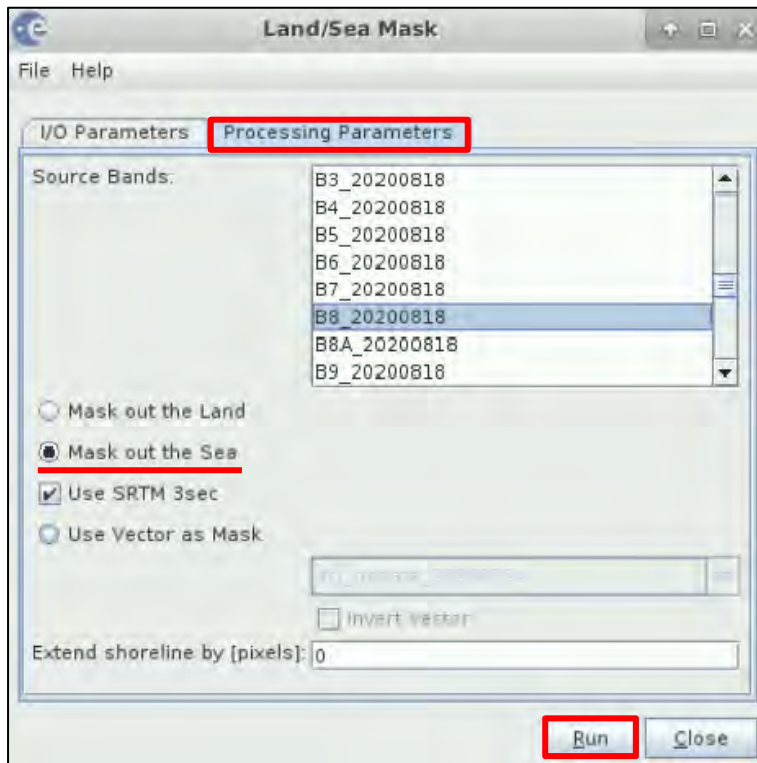 Land/Sea Mask
File Help
I/O Parameters Processing Parameters
Source Bands:
B3_20200818
B4_20200818
B5_20200818
B6_20200818
B7_20200818
B8_20200818
B8A_20200818
B9_20200818
Mask out the Land
Mask out the Sea
Use SRTM 3sec
Use Vector as Mask
Invert Vector
Extend shoreline by [pixels]: 0
Run Close